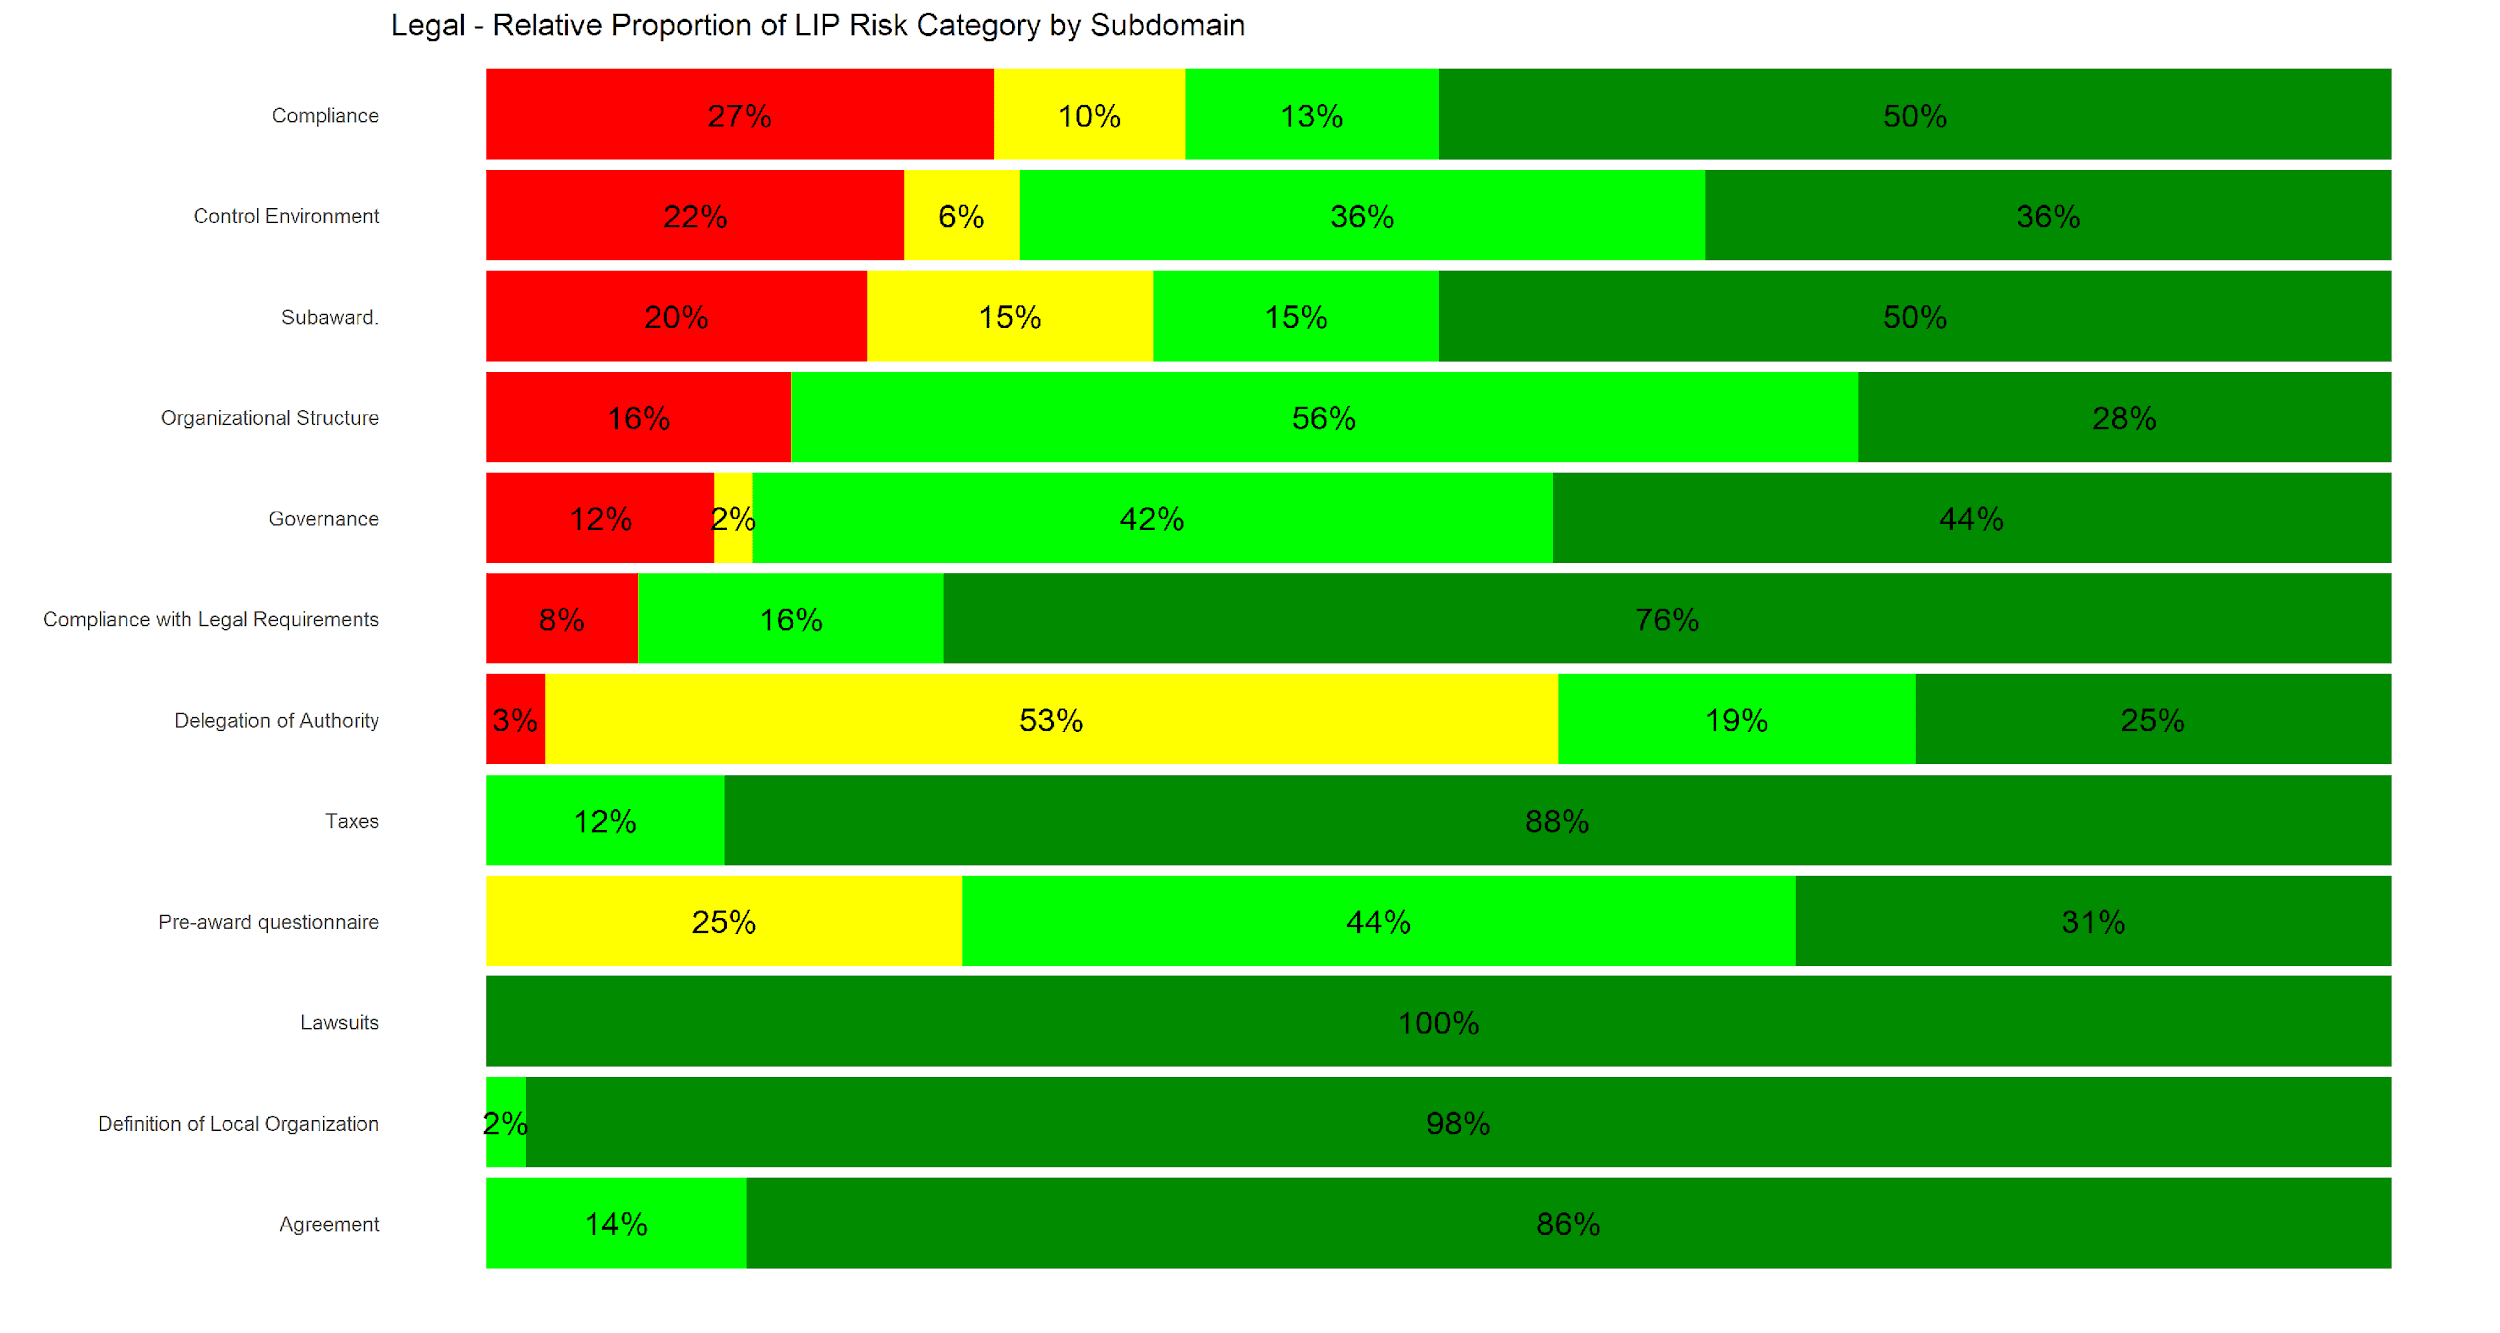 Legal - Relative Proportion of LIP Risk Category by Subdomain
Compliance 27% 10% 13% 50%
Control Environment 22% 6% 36% 36%
Subaward. 20% 15% 15% 50%
Organizational Structure 16% 56% 28%
Governance 12% 2% 42% 44%
Compliance with Legal Requirements 8% 16% 76%
Delegation of Authority 3% 53% 19% 25%
Taxes 12% 88%
Pre-award questionnaire 25% 44% 31%
Lawsuits 100%
Definition of Local Organization 2% 98%
Agreement 14% 86%